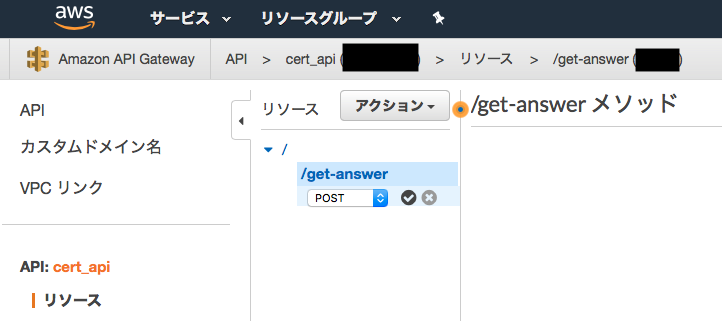 aws サービス リソースグループ
Amazon API Gateway API > cert_api ( ) > リソース > /get-answer ( )
API
カスタムドメイン名
VPC リンク
API: cert_api
リソース
リソース アクション
/
/get-answer
POST
/get-answer メソッド